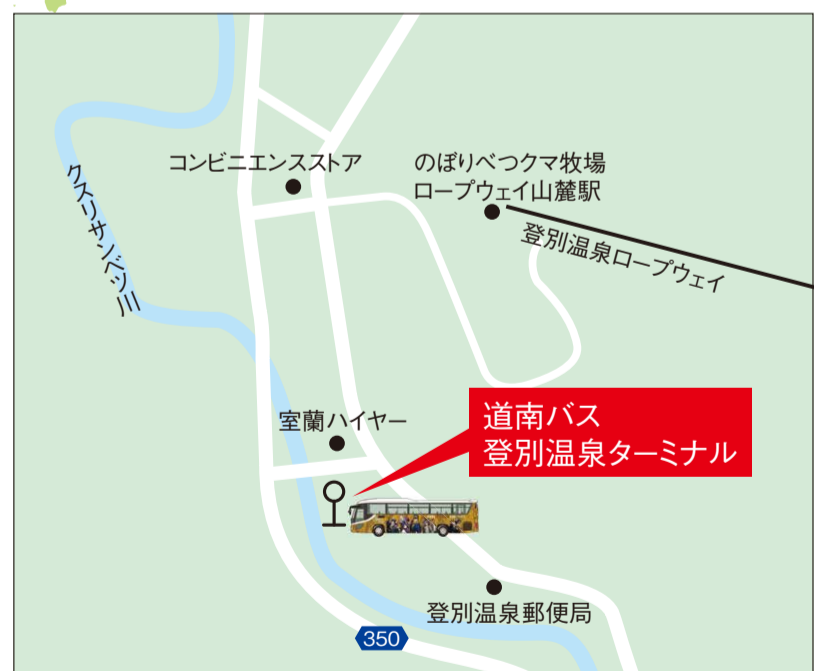 コンビニエンスストア
のぼりべつクマ牧場
ロープウェイ山麓駅
登別温泉ロープウェイ
クスリサンベツ川
室蘭ハイヤー
道南バス
登別温泉ターミナル
登別温泉郵便局
350